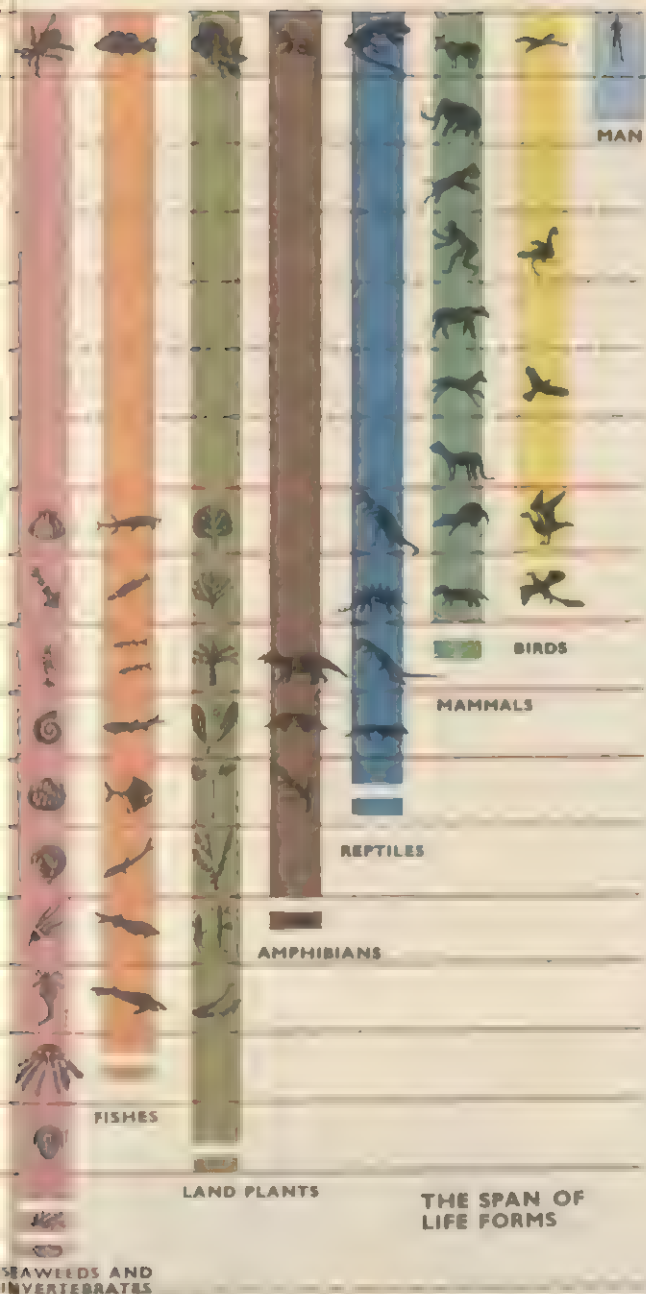 MAN
BIRDS
MAMMALS
REPTILES
AMPHIBIANS
FISHES
LAND PLANTS
THE SPAN OF
LIFE FORMS
SEAWEEDS AND
INVERTEBRATES